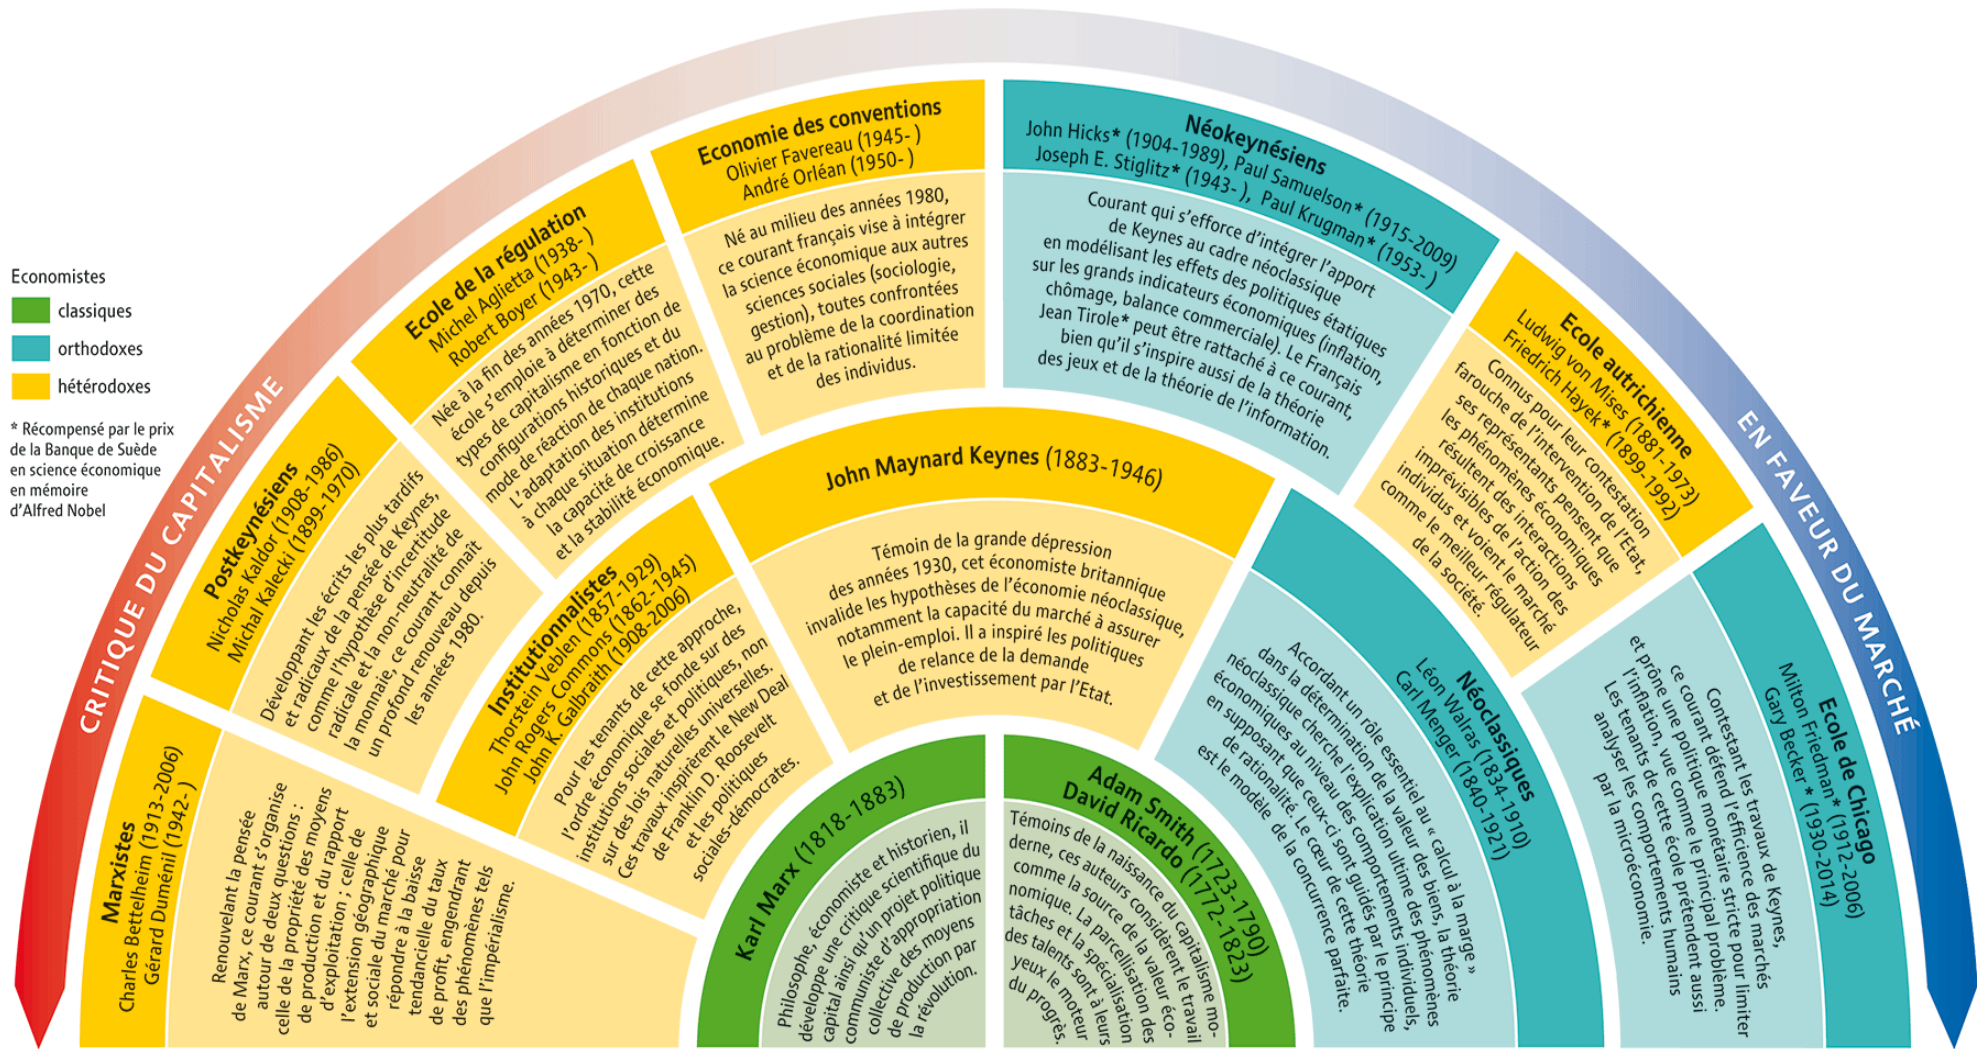 Economistes
classiques
orthodoxes
hétérodoxes
* Récompensé par le prix
de la Banque de Suède
en science économique
en mémoire
d'Alfred Nobel
CRITIQUE DU CAPITALISME
EN FAVEUR DU MARCHÉ
Marxistes
Charles Bettelheim (1913-2006)
Gérard Duménil (1942- )
Renouvelant la pensée
de Marx, ce courant s'organise
autour de deux questions :
celle de la propriété des moyens
de production et du rapport
d'exploitation ; celle de
l'extension géographique
et sociale du marché pour
répondre à la baisse
tendancielle du taux
de profit, engendrant
des phénomènes tels
que l'impérialisme.
Postkeynésiens
Nicholas Kaldor (1908-1986)
Michal Kalecki (1899-1970)
Développant les écrits les plus tardifs
et radicaux de la pensée de Keynes,
comme l'hypothèse d'incertitude
radicale et la non-neutralité de
la monnaie, ce courant connaît
un profond renouveau depuis
les années 1980.
Ecole de la régulation
Michel Aglietta (1938- )
Robert Boyer (1943- )
Née à la fin des années 1970, cette
école s'emploie à déterminer des
types de capitalisme en fonction de
configurations historiques et du
mode de réaction de chaque nation.
L'adaptation des institutions
à chaque situation détermine
la capacité de croissance
et la stabilité économique.
Economie des conventions
Olivier Favereau (1945- )
André Orléan (1950- )
Né au milieu des années 1980,
ce courant français vise à intégrer
la science économique aux autres
sciences sociales (sociologie,
gestion), toutes confrontées
au problème de la coordination
et de la rationalité limitée
des individus.
Néokeynésiens
John Hicks* (1904-1989), Paul Samuelson* (1915-2009)
Joseph E. Stiglitz* (1943- ), Paul Krugman* (1953- )
Courant qui s'efforce d'intégrer l'apport
de Keynes au cadre néoclassique
en modélisant les effets des politiques étatiques
sur les grands indicateurs économiques (inflation,
chômage, balance commerciale). Le Français
Jean Tirole* peut être rattaché à ce courant,
bien qu'il s'inspire aussi de la théorie
des jeux et de la théorie de l'information.
Ecole autrichienne
Ludwig von Mises (1881-1973)
Friedrich Hayek* (1899-1992)
Connus pour leur contestation
farouche de l'intervention de l'Etat,
ses représentants pensent que
les phénomènes économiques
résultent des interactions
imprévisibles de l'action des
individus et voient le marché
comme le meilleur régulateur
de la société.
Ecole de Chicago
Milton Friedman* (1912-2006)
Gary Becker* (1930-2014)
Contestant les travaux de Keynes,
ce courant défend l'efficience des marchés
et prône une politique monétaire stricte pour limiter
l'inflation, vue comme le principal problème.
Les tenants de cette école prétendent aussi
analyser les comportements humains
par la microéconomie.
Institutionnalistes
Thorstein Veblen (1857-1929)
John Rogers Commons (1862-1945)
John K. Galbraith (1908-2006)
Pour les tenants de cette approche,
l'ordre économique se fonde sur des
institutions sociales et politiques, non
sur des lois naturelles universelles.
Ces travaux inspirèrent le New Deal
de Franklin D. Roosevelt
et les politiques
sociales-démocrates.
John Maynard Keynes (1883-1946)
Témoin de la grande dépression
des années 1930, cet économiste britannique
invalide les hypothèses de l'économie néoclassique,
notamment la capacité du marché à assurer
le plein-emploi. Il a inspiré les politiques
de relance de la demande
et de l'investissement par l'Etat.
Néoclassiques
Léon Walras (1834-1910)
Carl Menger (1840-1921)
Accordant un rôle essentiel au « calcul à la marge »
dans la détermination de la valeur des biens, la théorie
néoclassique cherche l'explication ultime des phénomènes
économiques au niveau des comportements individuels,
en supposant que ceux-ci sont guidés par le principe
de rationalité. Le cœur de cette théorie
est le modèle de la concurrence parfaite.
Karl Marx (1818-1883)
Philosophe, économiste et historien, il
développe une critique scientifique du
capital ainsi qu'un projet politique
communiste d'appropriation
collective des moyens
de production par
la révolution.
Adam Smith (1723-1790)
David Ricardo (1772-1823)
Témoins de la naissance du capitalisme mo-
derne, ces auteurs considèrent le travail
comme la source de la valeur éco-
nomique. La parcellisation des
tâches et la spécialisation
des talents sont à leurs
yeux le moteur
du progrès.